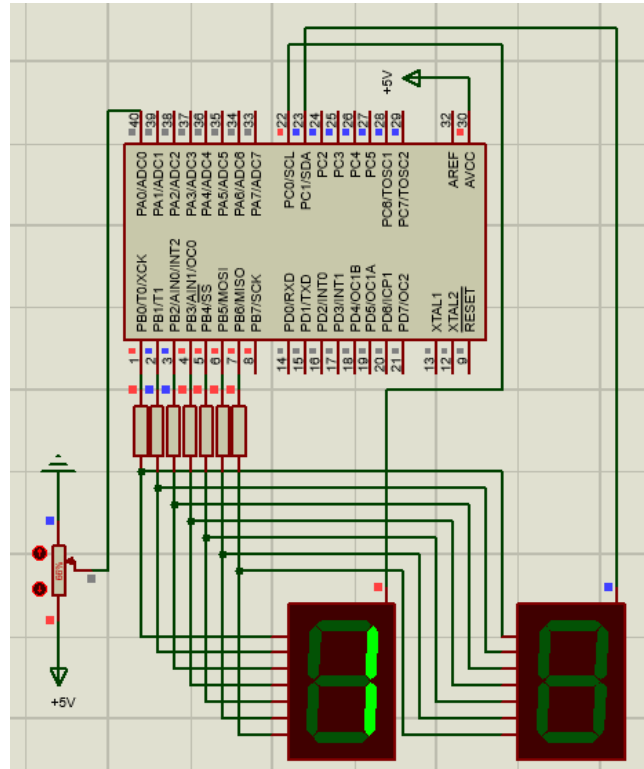 +5V
40
39
38
37
36
35
34
33
22
23
24
25
26
27
28
29
32
30
PA0/ADC0
PA1/ADC1
PA2/ADC2
PA3/ADC3
PA4/ADC4
PA5/ADC5
PA6/ADC6
PA7/ADC7
PC0/SCL
PC1/SDA
PC2
PC3
PC4
PC5
PC6/TOSC1
PC7/TOSC2
AREF
AVCC
PB0/T0/XCK
PB1/T1
PB2/AIN0/INT2
PB3/AIN1/OC0
PB4/SS
PB5/MOSI
PB6/MISO
PB7/SCK
PD0/RXD
PD1/TXD
PD2/INT0
PD3/INT1
PD4/OC1B
PD5/OC1A
PD6/ICP1
PD7/OC2
XTAL1
XTAL2
RESET
1
2
3
4
5
6
7
8
14
15
16
17
18
19
20
21
13
12
9
66%
+5V